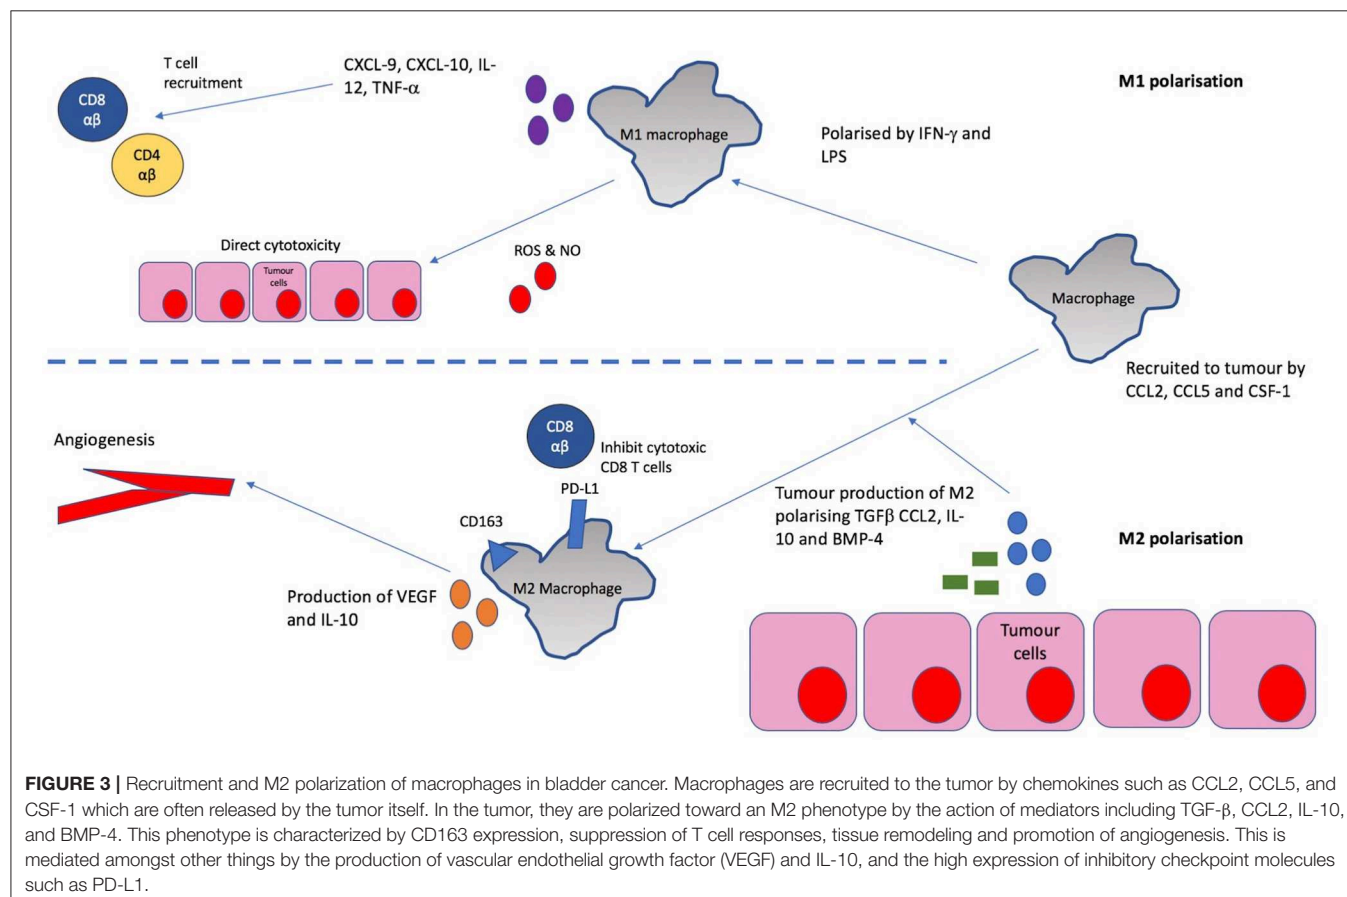 T cell
recruitment
CXCL-9, CXCL-10, IL-
12, TNF-α
CD8
αβ
CD4
αβ
M1 macrophage
M1 polarisation
Polarised by IFN-γ and
LPS
Direct cytotoxicity
Tumour
cells
ROS & NO
Macrophage
Recruited to tumour by
CCL2, CCL5 and CSF-1
Angiogenesis
CD8
αβ
Inhibit cytotoxic
CD8 T cells
PD-L1
CD163
M2 Macrophage
Production of VEGF
and IL-10
Tumour production of M2
polarising TGFβ CCL2, IL-
10 and BMP-4
M2 polarisation
Tumour
cells
FIGURE 3 | Recruitment and M2 polarization of macrophages in bladder cancer. Macrophages are recruited to the tumor by chemokines such as CCL2, CCL5, and
CSF-1 which are often released by the tumor itself. In the tumor, they are polarized toward an M2 phenotype by the action of mediators including TGF-β, CCL2, IL-10,
and BMP-4. This phenotype is characterized by CD163 expression, suppression of T cell responses, tissue remodeling and promotion of angiogenesis. This is
mediated amongst other things by the production of vascular endothelial growth factor (VEGF) and IL-10, and the high expression of inhibitory checkpoint molecules
such as PD-L1.